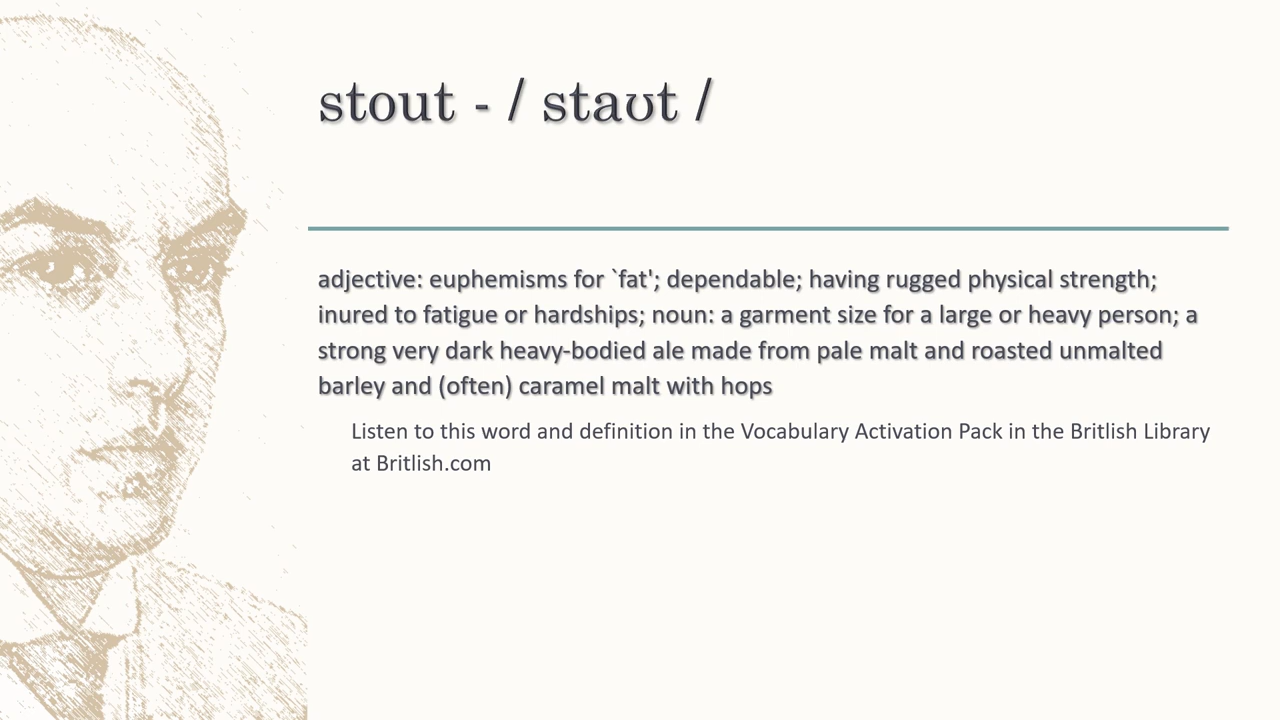 stout - / staʊt /
adjective: euphemisms for `fat'; dependable; having rugged physical strength;
inured to fatigue or hardships; noun: a garment size for a large or heavy person; a
strong very dark heavy-bodied ale made from pale malt and roasted unmalted
barley and (often) caramel malt with hops
Listen to this word and definition in the Vocabulary Activation Pack in the Britlish Library
at Britlish.com